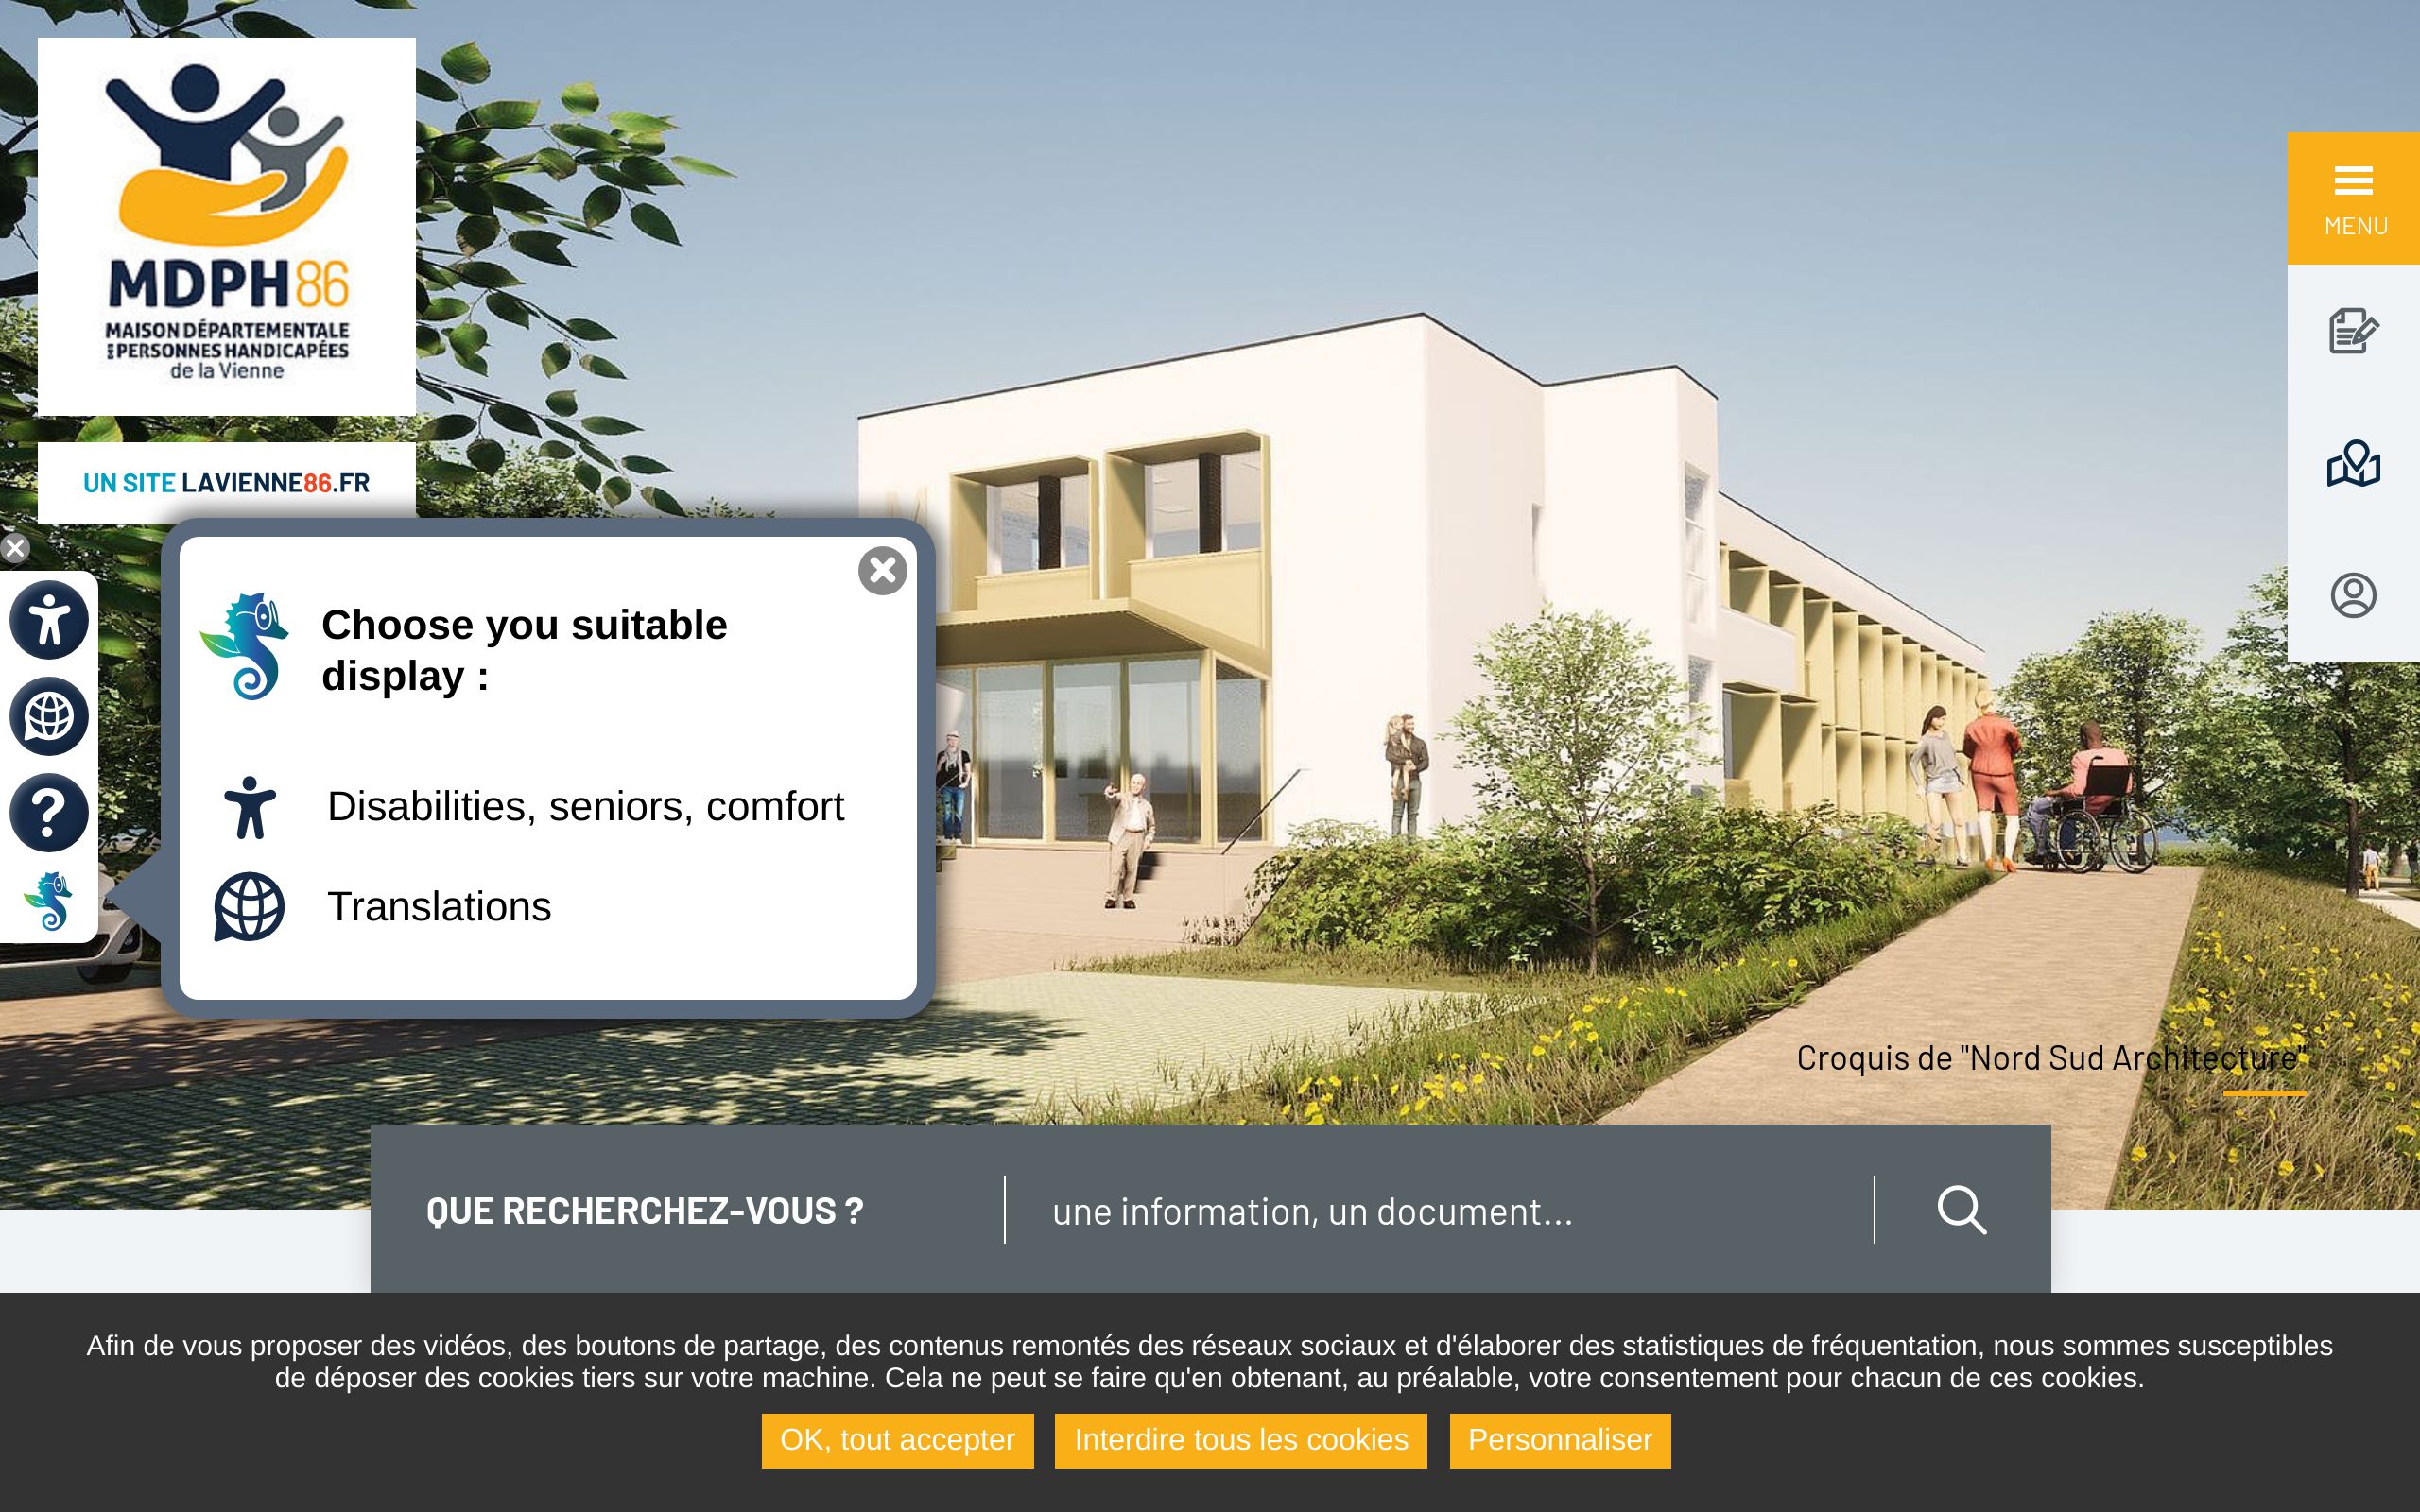 MDPH86
MAISON DÉPARTEMENTALE
DES PERSONNES HANDICAPÉES
de la Vienne
UN SITE LAVIENNE86.FR
MENU
Choose you suitable
display :
Disabilities, seniors, comfort
Translations
Croquis de "Nord Sud Architecture"
QUE RECHERCHEZ-VOUS ?
une information, un document...
Afin de vous proposer des vidéos, des boutons de partage, des contenus remontés des réseaux sociaux et d'élaborer des statistiques de fréquentation, nous sommes susceptibles
de déposer des cookies tiers sur votre machine. Cela ne peut se faire qu'en obtenant, au préalable, votre consentement pour chacun de ces cookies.
OK, tout accepter
Interdire tous les cookies
Personnaliser